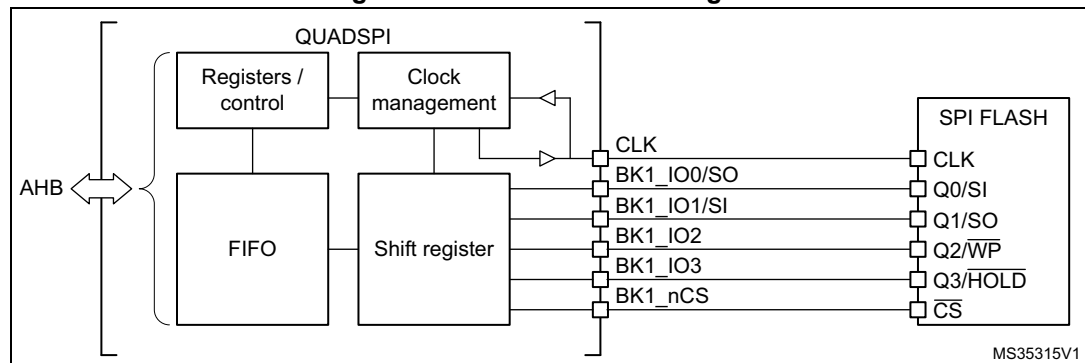 QUADSPI
Registers /
control
Clock
management
AHB
FIFO
Shift register
CLK
BK1_IO0/SO
BK1_IO1/SI
BK1_IO2
BK1_IO3
BK1_nCS
SPI FLASH
CLK
Q0/SI
Q1/SO
Q2/WP
Q3/HOLD
CS
MS35315V1